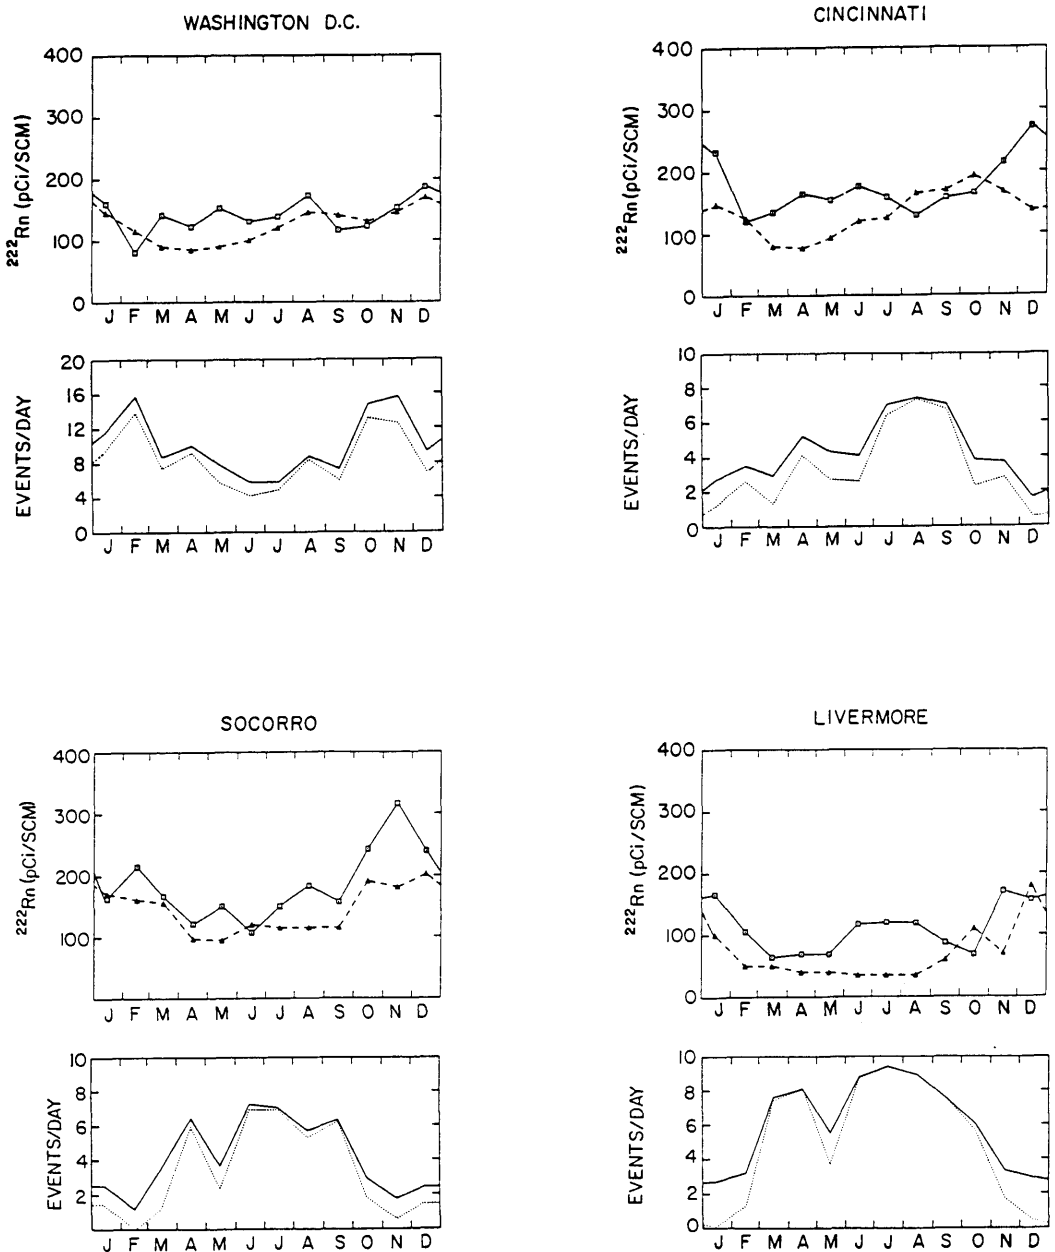 WASHINGTON D.C.
400
300
200
100
0
222Rn (pCi/SCM)
J F M A M J J A S O N D
20
16
12
8
4
0
EVENTS/DAY
J F M A M J J A S O N D
CINCINNATI
400
300
200
100
0
222Rn (pCi/SCM)
J F M A M J J A S O N D
10
8
6
4
2
0
EVENTS/DAY
J F M A M J J A S O N D
SOCORRO
400
300
200
100
222Rn (pCi/SCM)
J F M A M J J A S O N D
10
8
6
4
2
EVENTS/DAY
J F M A M J J A S O N D
LIVERMORE
400
300
200
100
0
222Rn (pCi/SCM)
J F M A M J J A S O N D
10
8
6
4
2
0
EVENTS/DAY
J F M A M J J A S O N D